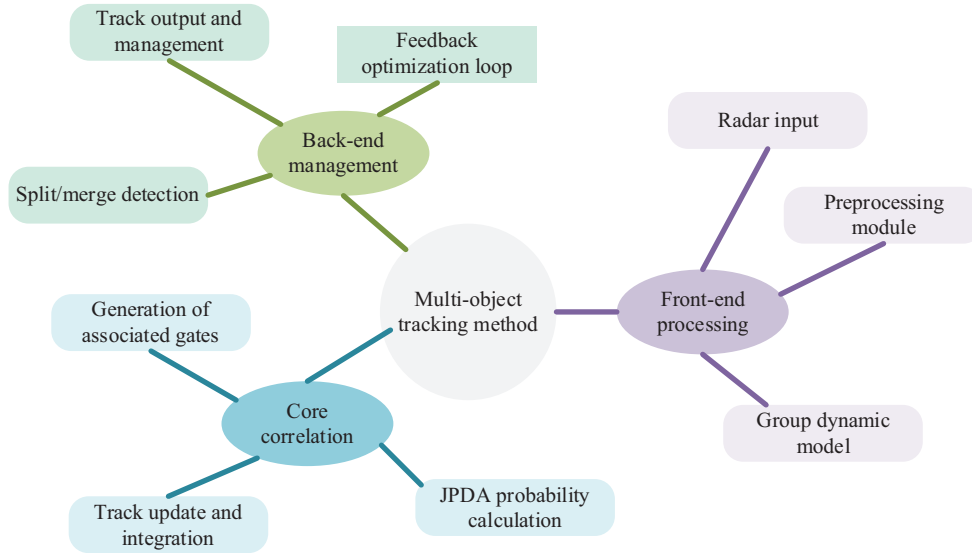 Track output and
management
Feedback
optimization loop
Back-end
management
Split/merge detection
Radar input
Preprocessing
module
Front-end
processing
Group dynamic
model
Multi-object
tracking method
Generation of
associated gates
Core
correlation
Track update and
integration
JPDA probability
calculation